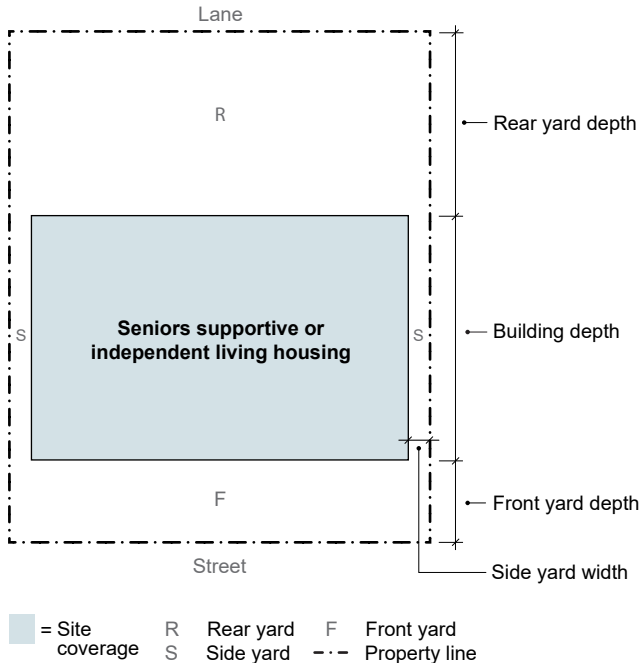 Lane
R
Rear yard depth
Seniors supportive or
independent living housing
S
S
Building depth
F
Front yard depth
Street
Side yard width
= Site
coverage
R Rear yard
F Front yard
S Side yard
Property line